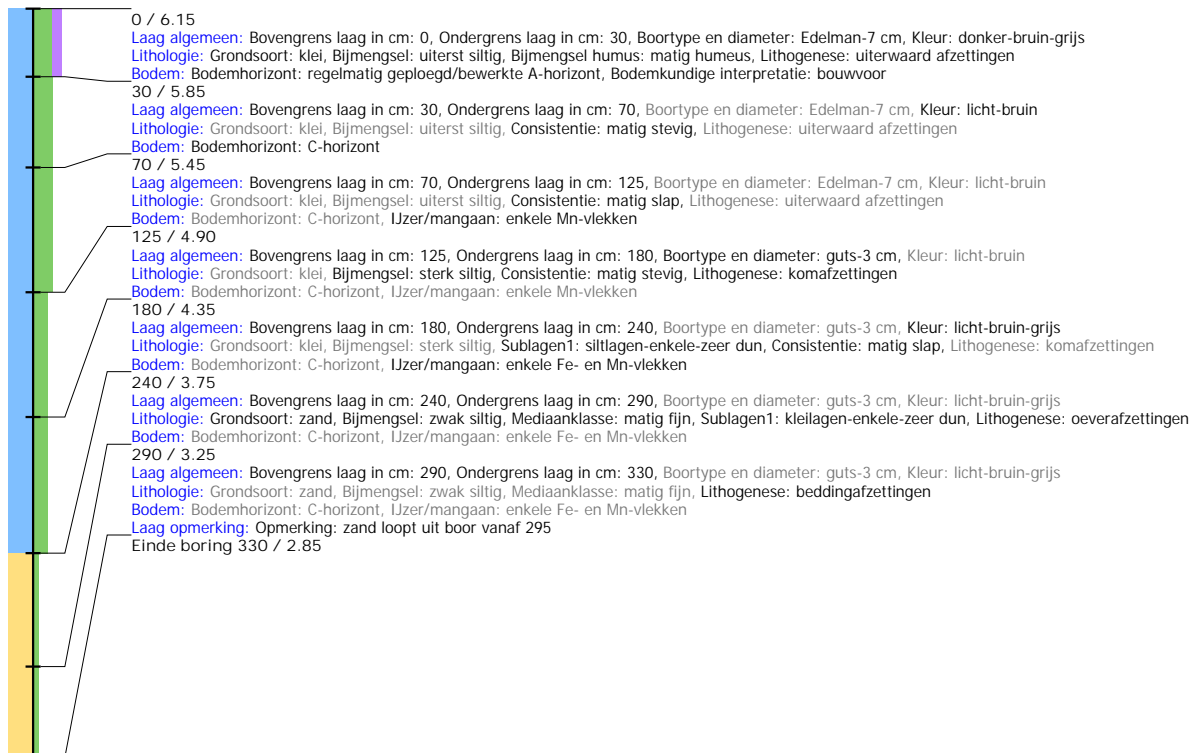 0 / 6.15
Laag algemeen: Bovengrens laag in cm: 0, Ondergrens laag in cm: 30, Boortype en diameter: Edelman-7 cm, Kleur: donker-bruin-grijs
Lithologie: Grondsoort: klei, Bijmengsel: uiterst siltig, Bijmengsel humus: matig humeus, Lithogenese: uiterwaard afzettingen
Bodem: Bodemhorizont: regelmatig geploegd/bewerkte A-horizont, Bodemkundige interpretatie: bouwvoor
30 / 5.85
Laag algemeen: Bovengrens laag in cm: 30, Ondergrens laag in cm: 70, Boortype en diameter: Edelman-7 cm, Kleur: licht-bruin
Lithologie: Grondsoort: klei, Bijmengsel: uiterst siltig, Consistentie: matig stevig, Lithogenese: uiterwaard afzettingen
Bodem: Bodemhorizont: C-horizont
70 / 5.45
Laag algemeen: Bovengrens laag in cm: 70, Ondergrens laag in cm: 125, Boortype en diameter: Edelman-7 cm, Kleur: licht-bruin
Lithologie: Grondsoort: klei, Bijmengsel: uiterst siltig, Consistentie: matig slap, Lithogenese: uiterwaard afzettingen
Bodem: Bodemhorizont: C-horizont, IJzer/mangaan: enkele Mn-vlekken
125 / 4.90
Laag algemeen: Bovengrens laag in cm: 125, Ondergrens laag in cm: 180, Boortype en diameter: guts-3 cm, Kleur: licht-bruin
Lithologie: Grondsoort: klei, Bijmengsel: sterk siltig, Consistentie: matig stevig, Lithogenese: komafzettingen
Bodem: Bodemhorizont: C-horizont, IJzer/mangaan: enkele Mn-vlekken
180 / 4.35
Laag algemeen: Bovengrens laag in cm: 180, Ondergrens laag in cm: 240, Boortype en diameter: guts-3 cm, Kleur: licht-bruin-grijs
Lithologie: Grondsoort: klei, Bijmengsel: sterk siltig, Sublagen1: siltlagen-enkele-zeer dun, Consistentie: matig slap, Lithogenese: komafzettingen
Bodem: Bodemhorizont: C-horizont, IJzer/mangaan: enkele Fe- en Mn-vlekken
240 / 3.75
Laag algemeen: Bovengrens laag in cm: 240, Ondergrens laag in cm: 290, Boortype en diameter: guts-3 cm, Kleur: licht-bruin-grijs
Lithologie: Grondsoort: zand, Bijmengsel: zwak siltig, Mediaanklasse: matig fijn, Sublagen1: kleilagen-enkele-zeer dun, Lithogenese: oeverafzettingen
Bodem: Bodemhorizont: C-horizont, IJzer/mangaan: enkele Fe- en Mn-vlekken
290 / 3.25
Laag algemeen: Bovengrens laag in cm: 290, Ondergrens laag in cm: 330, Boortype en diameter: guts-3 cm, Kleur: licht-bruin-grijs
Lithologie: Grondsoort: zand, Bijmengsel: zwak siltig, Mediaanklasse: matig fijn, Lithogenese: beddingafzettingen
Bodem: Bodemhorizont: C-horizont, IJzer/mangaan: enkele Fe- en Mn-vlekken
Laag opmerking: Opmerking: zand loopt uit boor vanaf 295
Einde boring 330 / 2.85